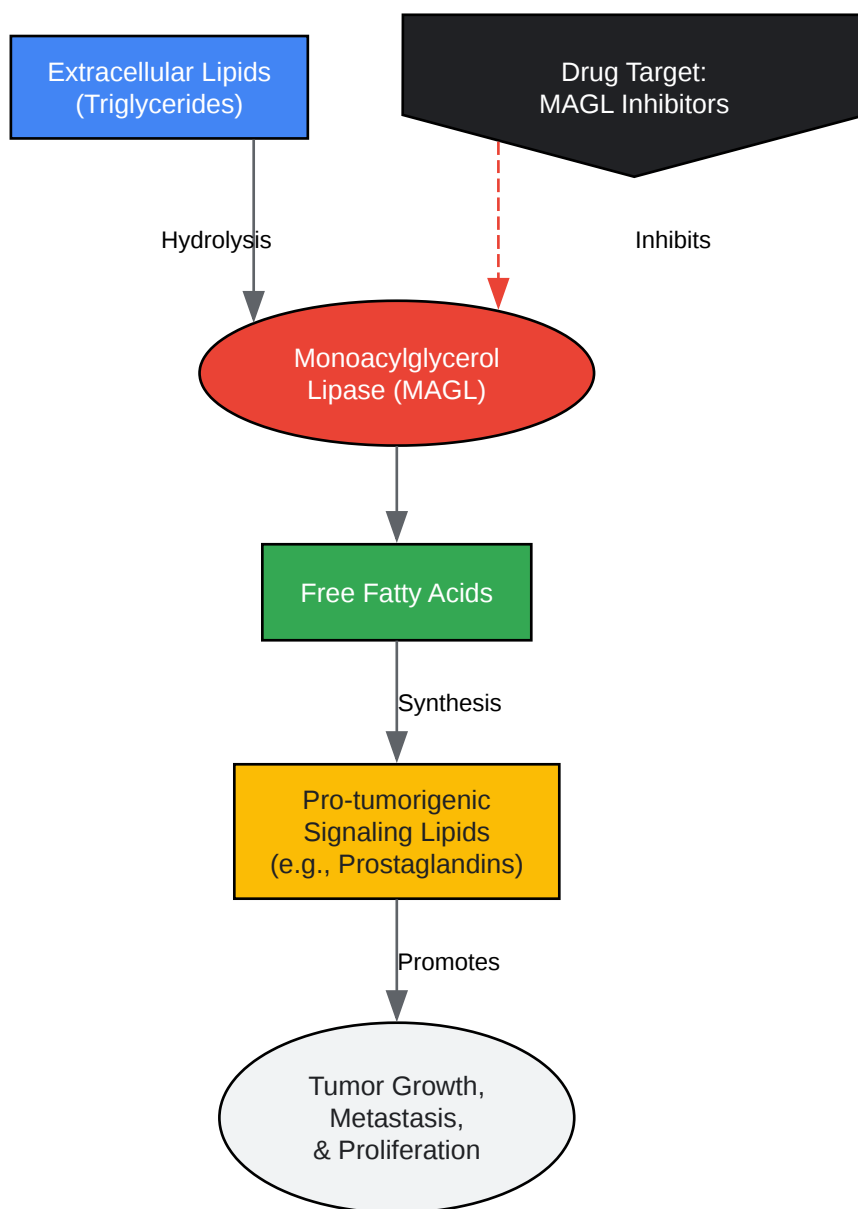 Extracellular Lipids
(Triglycerides)
Drug Target:
MAGL Inhibitors
Hydrolysis
Inhibits
Monoacylglycerol
Lipase (MAGL)
Free Fatty Acids
Synthesis
Pro-tumorigenic
Signaling Lipids
(e.g., Prostaglandins)
Promotes
Tumor Growth,
Metastasis,
& Proliferation